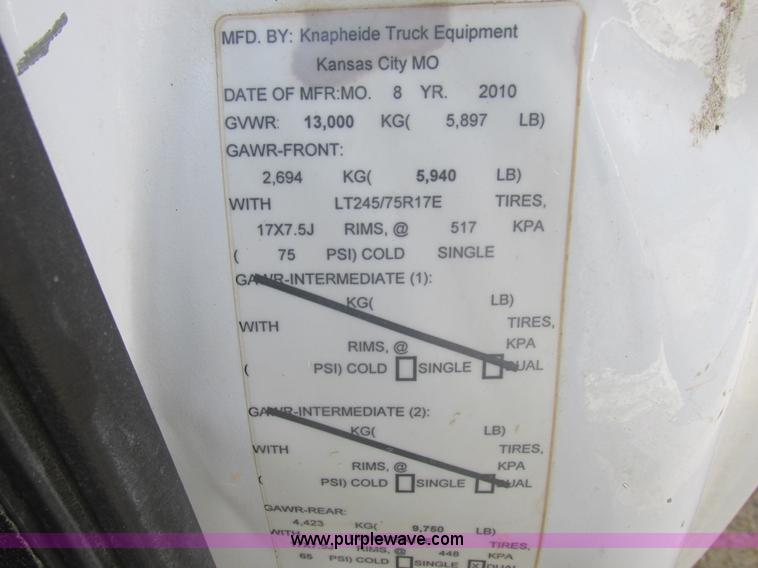 MFD. BY: Knapheide Truck Equipment
Kansas City MO
DATE OF MFR:MO. 8 YR. 2010
GVWR: 13,000 KG( 5,897 LB)
GAWR-FRONT:
2,694 KG( 5,940 LB)
WITH LT245/75R17E TIRES,
17X7.5J RIMS, @ 517 KPA
( 75 PSI) COLD SINGLE
GAWR-INTERMEDIATE (1):
KG( LB)
WITH TIRES,
RIMS, @ KPA
( PSI) COLD SINGLE DUAL
GAWR-INTERMEDIATE (2):
KG( LB)
WITH TIRES,
RIMS, @ KPA
( PSI) COLD SINGLE DUAL
GAWR-REAR:
4,423 KG( 9,750 LB)
WITH TIRES,
www.purplewave.com
RIMS, @ 448 KPA
65 PSI) COLD SINGLE DUAL